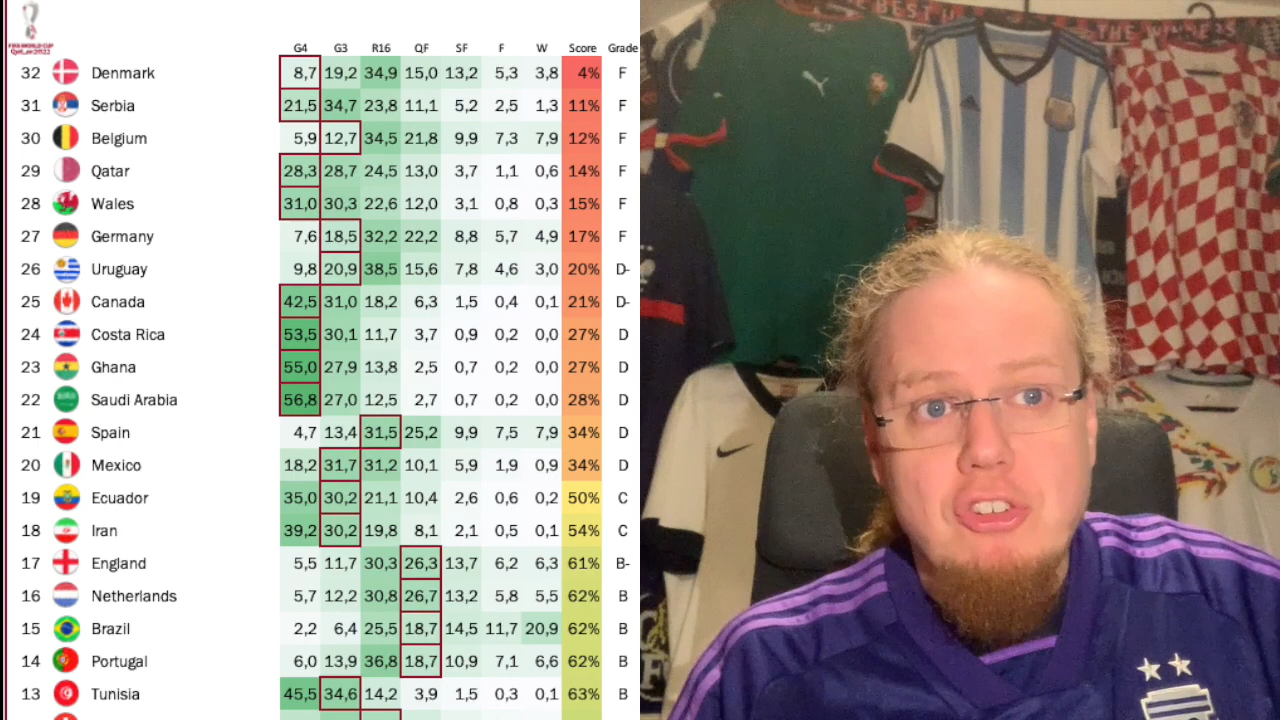 FIFA WORLD CUP
Qatar2022
G4 G3 R16 QF SF F W Score Grade
32 Denmark 8,7 19,2 34,9 15,0 13,2 5,3 3,8 4% F
31 Serbia 21,5 34,7 23,8 11,1 5,2 2,5 1,3 11% F
30 Belgium 5,9 12,7 34,5 21,8 9,9 7,3 7,9 12% F
29 Qatar 28,3 28,7 24,5 13,0 3,7 1,1 0,6 14% F
28 Wales 31,0 30,3 22,6 12,0 3,1 0,8 0,3 15% F
27 Germany 7,6 18,5 32,2 22,2 8,8 5,7 4,9 17% F
26 Uruguay 9,8 20,9 38,5 15,6 7,8 4,6 3,0 20% D-
25 Canada 42,5 31,0 18,2 6,3 1,5 0,4 0,1 21% D-
24 Costa Rica 53,5 30,1 11,7 3,7 0,9 0,2 0,0 27% D
23 Ghana 55,0 27,9 13,8 2,5 0,7 0,2 0,0 27% D
22 Saudi Arabia 56,8 27,0 12,5 2,7 0,7 0,2 0,0 28% D
21 Spain 4,7 13,4 31,5 25,2 9,9 7,5 7,9 34% D
20 Mexico 18,2 31,7 31,2 10,1 5,9 1,9 0,9 34% D
19 Ecuador 35,0 30,2 21,1 10,4 2,6 0,6 0,2 50% C
18 Iran 39,2 30,2 19,8 8,1 2,1 0,5 0,1 54% C
17 England 5,5 11,7 30,3 26,3 13,7 6,2 6,3 61% B-
16 Netherlands 5,7 12,2 30,8 26,7 13,2 5,8 5,5 62% B
15 Brazil 2,2 6,4 25,5 18,7 14,5 11,7 20,9 62% B
14 Portugal 6,0 13,9 36,8 18,7 10,9 7,1 6,6 62% B
13 Tunisia 45,5 34,6 14,2 3,9 1,5 0,3 0,1 63% B
THE WINNERS